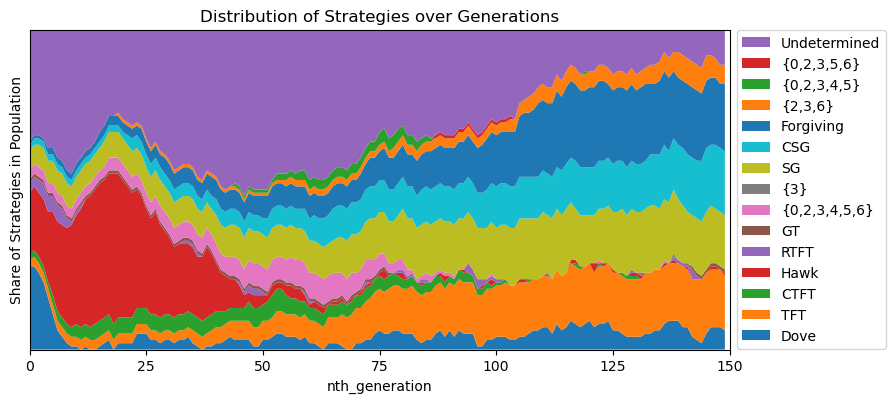 Distribution of Strategies over Generations
Share of Strategies in Population
0
25
50
75
100
125
150
nth_generation
Undetermined
{0,2,3,5,6}
{0,2,3,4,5}
{2,3,6}
Forgiving
CSG
SG
{3}
{0,2,3,4,5,6}
GT
RTFT
Hawk
CTFT
TFT
Dove